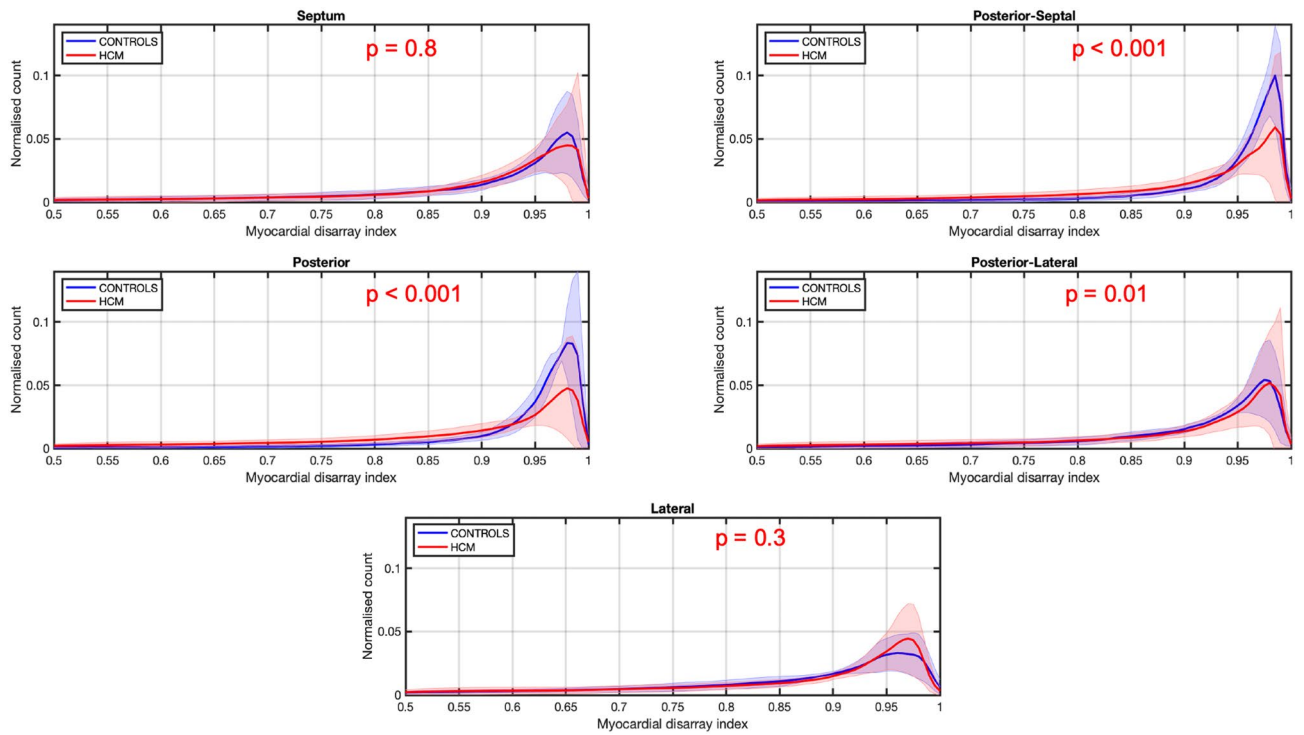 Septum
CONTROLS
HCM
p = 0.8
Normalised count
0.1
0.05
0
0.5 0.55 0.6 0.65 0.7 0.75 0.8 0.85 0.9 0.95 1
Myocardial disarray index
Posterior-Septal
CONTROLS
HCM
p < 0.001
Normalised count
0.1
0.05
0
0.5 0.55 0.6 0.65 0.7 0.75 0.8 0.85 0.9 0.95 1
Myocardial disarray index
Posterior
CONTROLS
HCM
p < 0.001
Normalised count
0.1
0.05
0
0.5 0.55 0.6 0.65 0.7 0.75 0.8 0.85 0.9 0.95 1
Myocardial disarray index
Posterior-Lateral
CONTROLS
HCM
p = 0.01
Normalised count
0.1
0.05
0
0.5 0.55 0.6 0.65 0.7 0.75 0.8 0.85 0.9 0.95 1
Myocardial disarray index
Lateral
CONTROLS
HCM
p = 0.3
Normalised count
0.1
0.05
0
0.5 0.55 0.6 0.65 0.7 0.75 0.8 0.85 0.9 0.95 1
Myocardial disarray index